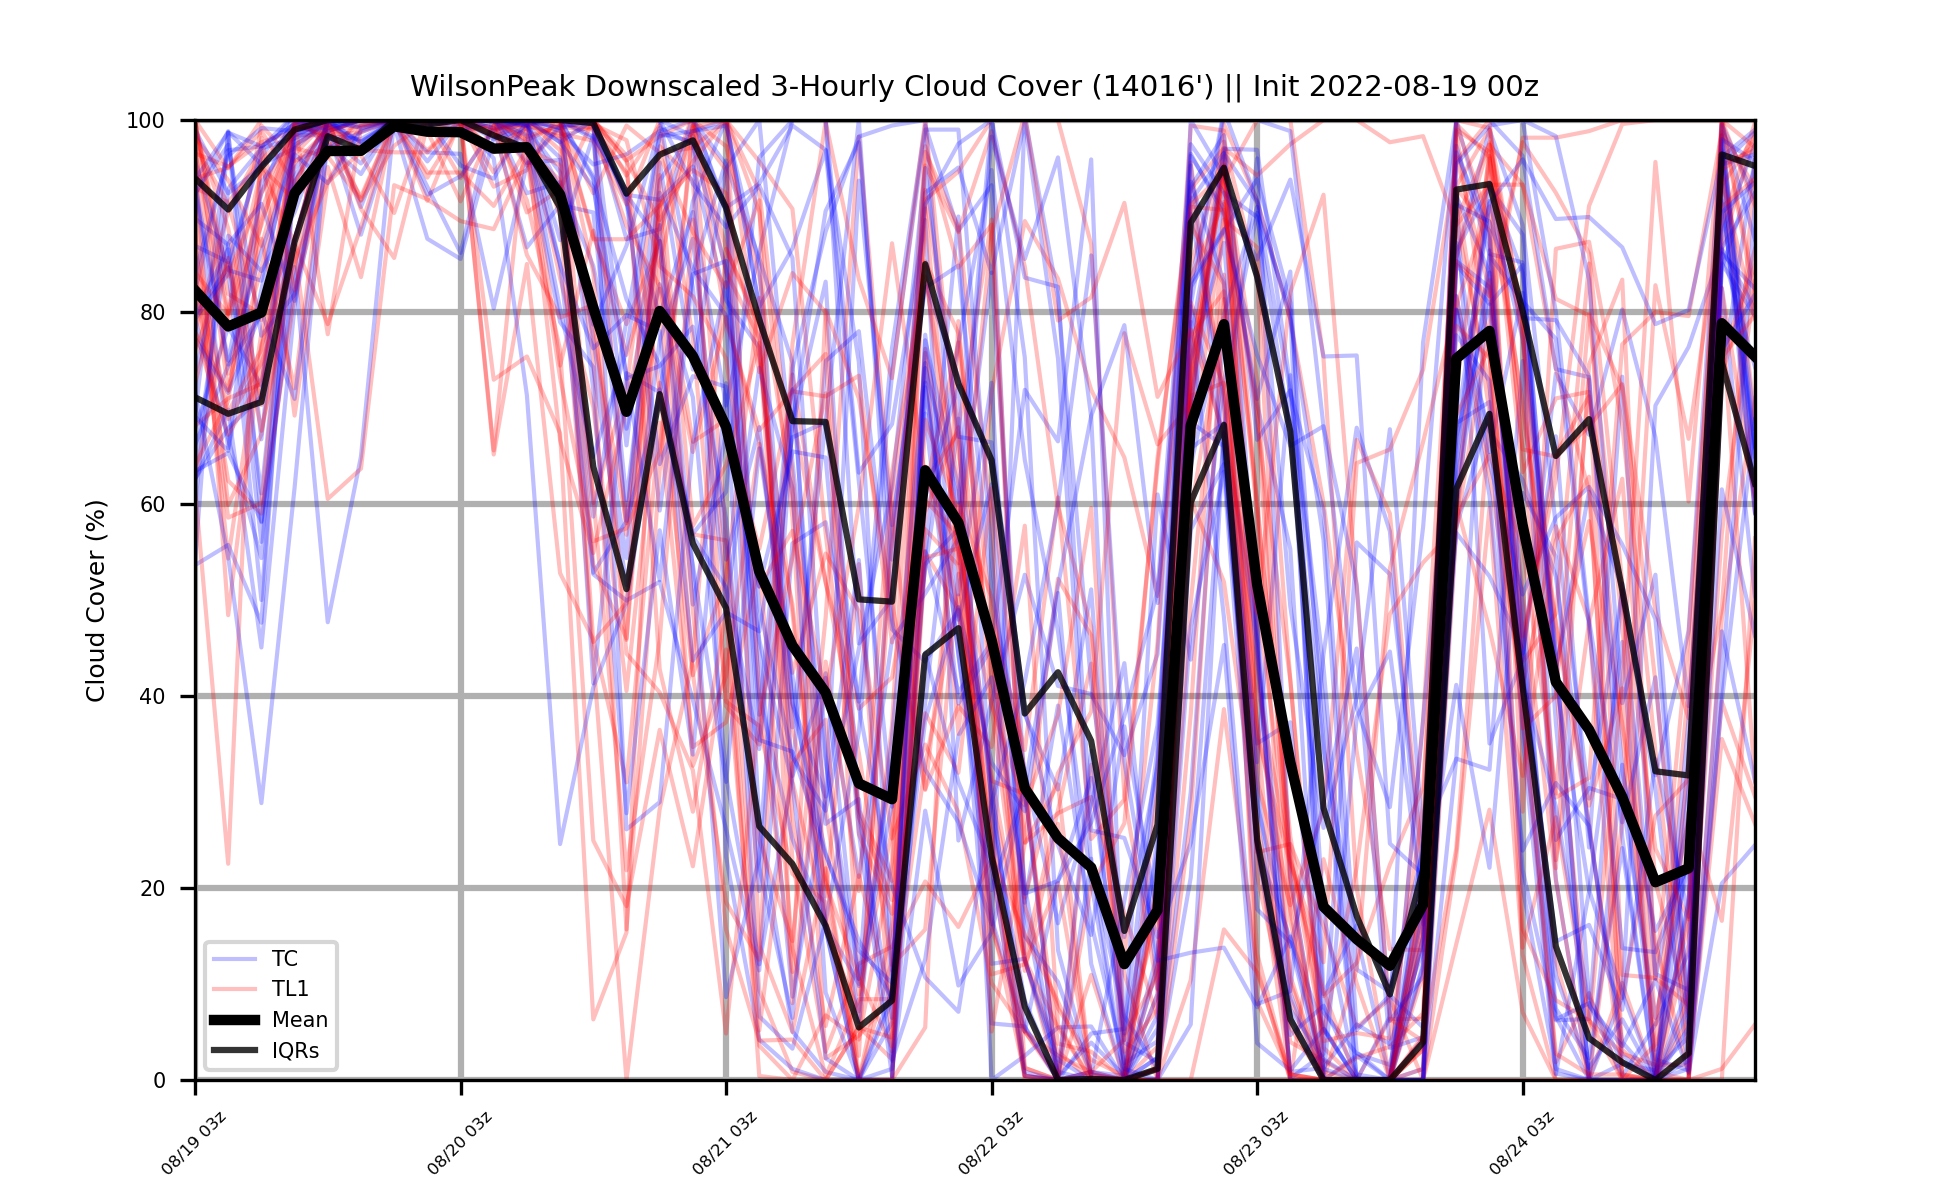 WilsonPeak Downscaled 3-Hourly Cloud Cover (14016') || Init 2022-08-19 00z
Cloud Cover (%)
100
80
60
40
20
0
TC
TL1
Mean
IQRs
08/19 03z
08/20 03z
08/21 03z
08/22 03z
08/23 03z
08/24 03z